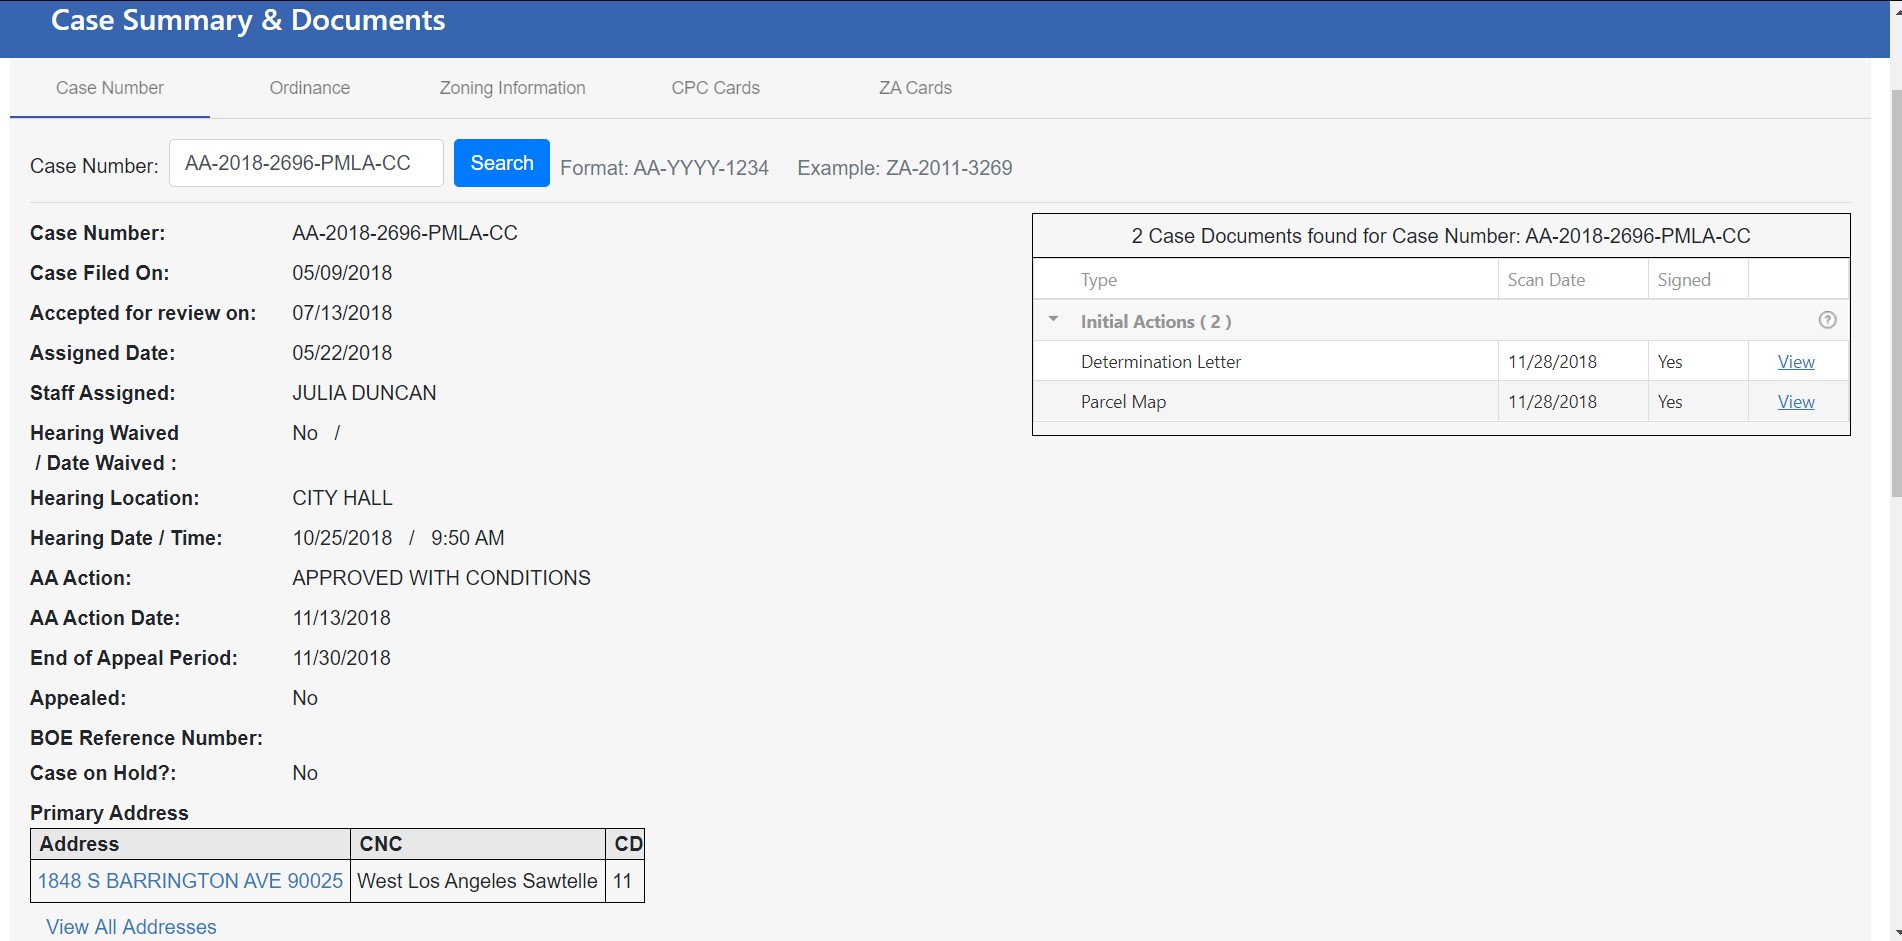 Case Summary & Documents
Case Number Ordinance Zoning Information CPC Cards ZA Cards
Case Number: AA-2018-2696-PMLA-CC Search Format: AA-YYYY-1234 Example: ZA-2011-3269
Case Number: AA-2018-2696-PMLA-CC
Case Filed On: 05/09/2018
Accepted for review on: 07/13/2018
Assigned Date: 05/22/2018
Staff Assigned: JULIA DUNCAN
Hearing Waived No /
/ Date Waived :
Hearing Location: CITY HALL
Hearing Date / Time: 10/25/2018 / 9:50 AM
AA Action: APPROVED WITH CONDITIONS
AA Action Date: 11/13/2018
End of Appeal Period: 11/30/2018
Appealed: No
BOE Reference Number:
Case on Hold?: No
Primary Address
Address CNC CD
1848 S BARRINGTON AVE 90025 West Los Angeles Sawtelle 11
View All Addresses
2 Case Documents found for Case Number: AA-2018-2696-PMLA-CC
Type Scan Date Signed
Initial Actions ( 2 ) ?
Determination Letter 11/28/2018 Yes View
Parcel Map 11/28/2018 Yes View